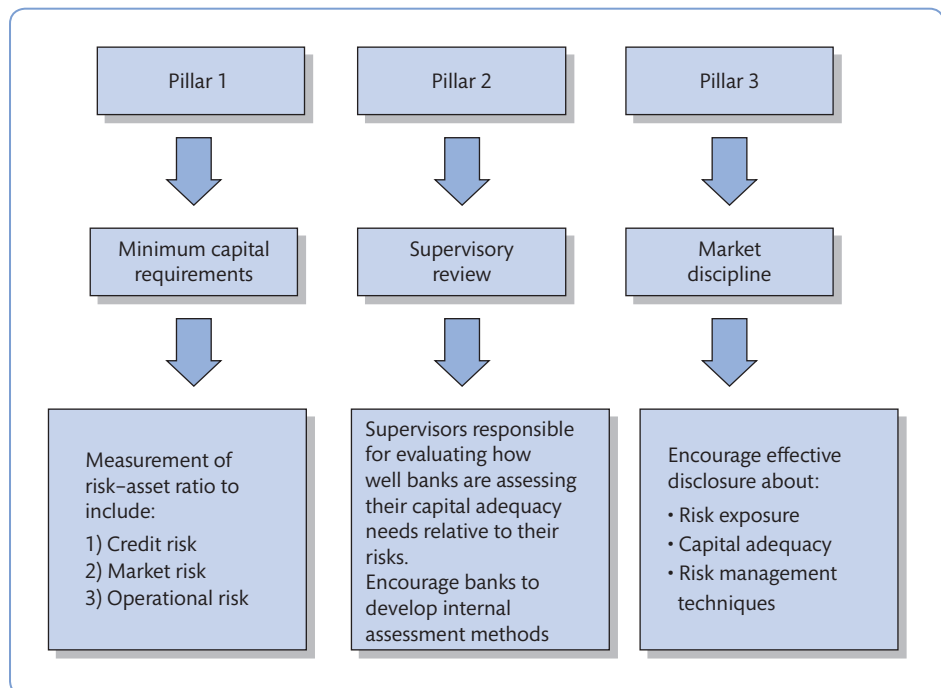 Pillar 1
Pillar 2
Pillar 3
Minimum capital
requirements
Supervisory
review
Market
discipline
Measurement of
risk–asset ratio to
include:
1) Credit risk
2) Market risk
3) Operational risk
Supervisors responsible
for evaluating how
well banks are assessing
their capital adequacy
needs relative to their
risks.
Encourage banks to
develop internal
assessment methods
Encourage effective
disclosure about:
• Risk exposure
• Capital adequacy
• Risk management
techniques